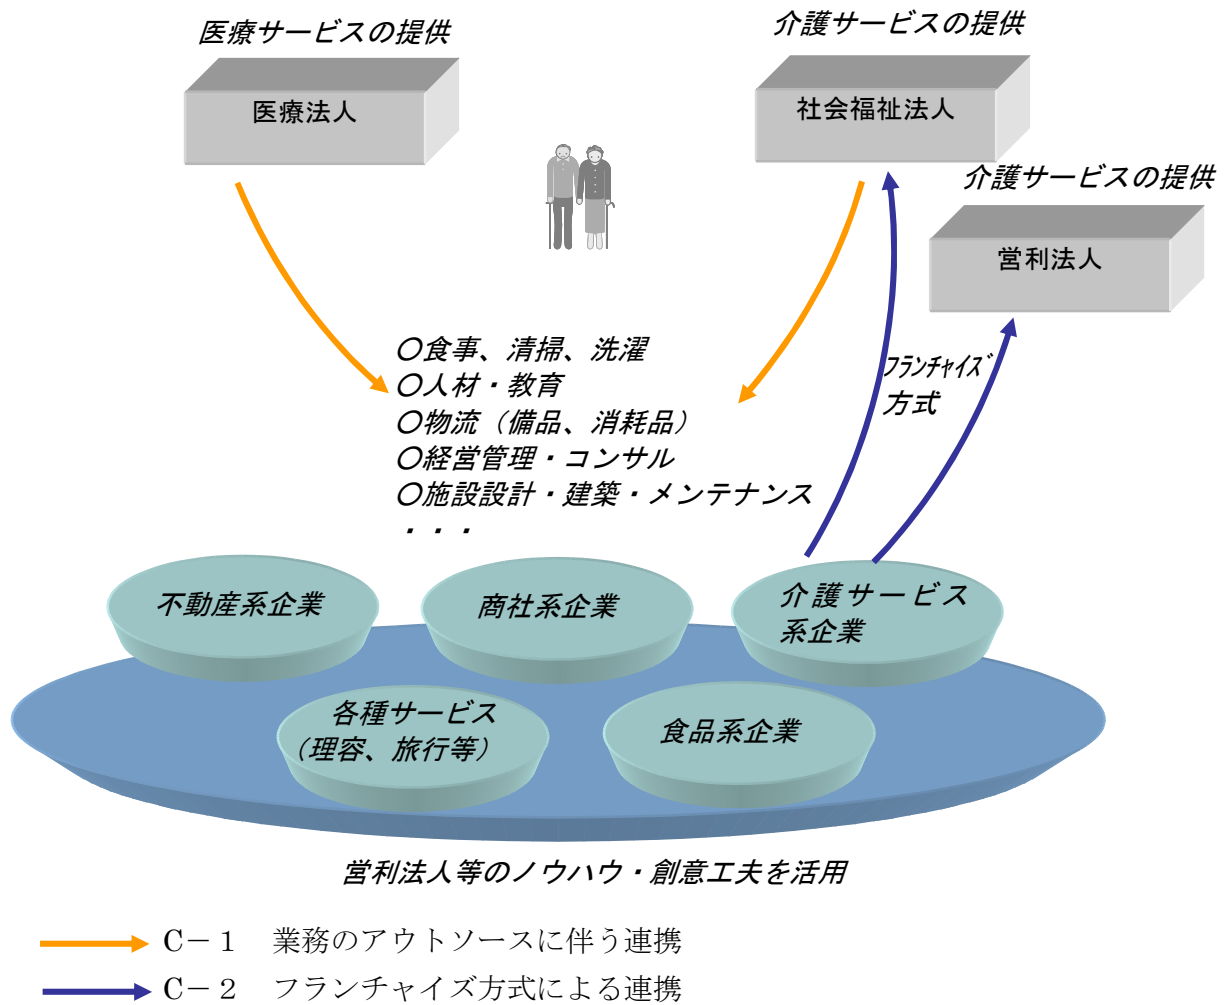 医療サービスの提供
介護サービスの提供
医療法人
社会福祉法人
介護サービスの提供
営利法人
〇食事、清掃、洗濯
〇人材・教育
〇物流（備品、消耗品）
〇経営管理・コンサル
〇施設設計・建築・メンテナンス
・・・
ﾌﾗﾝﾁｬｲｽﾞ
方式
不動産系企業
商社系企業
介護サービス
系企業
各種サービス
（理容、旅行等）
食品系企業
営利法人等のノウハウ・創意工夫を活用
C－１　業務のアウトソースに伴う連携
C－２　フランチャイズ方式による連携